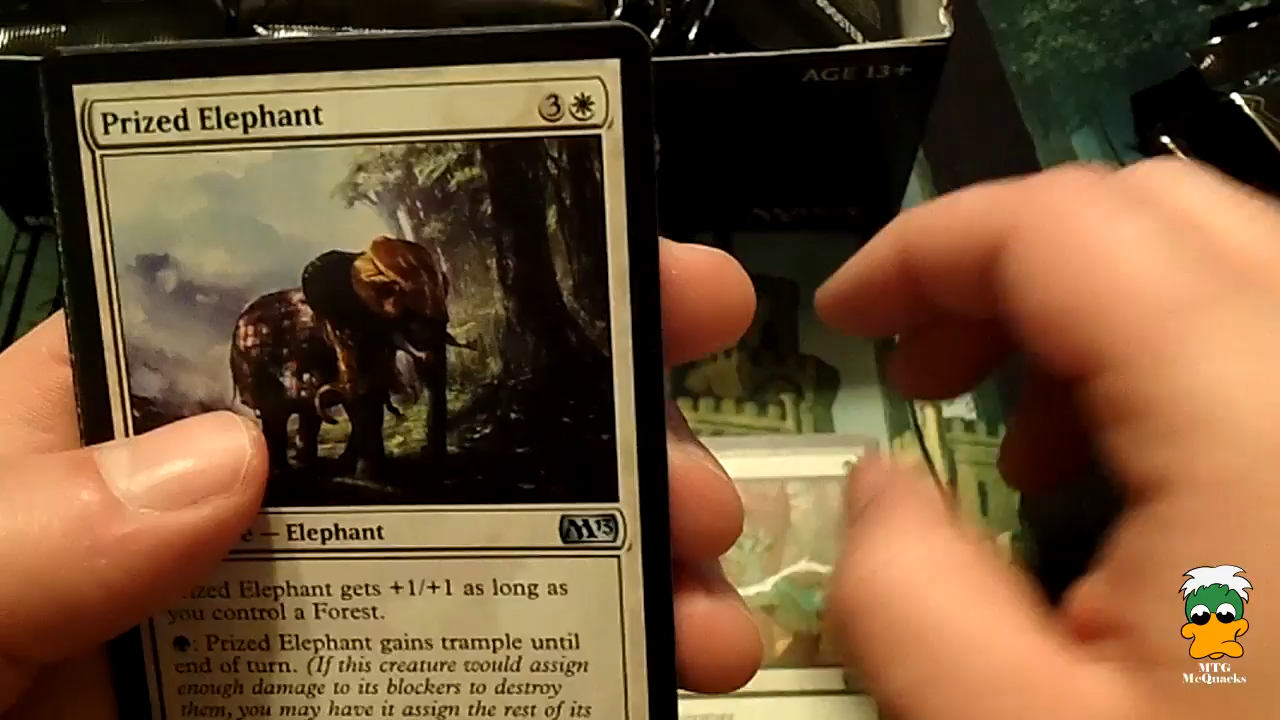 Prized Elephant 3
AGE 13+
e — Elephant M13
ized Elephant gets +1/+1 as long as
you control a Forest.
: Prized Elephant gains trample until
end of turn. (If this creature would assign
enough damage to its blockers to destroy
them, you may have it assign the rest of its
MTG
McQuacks